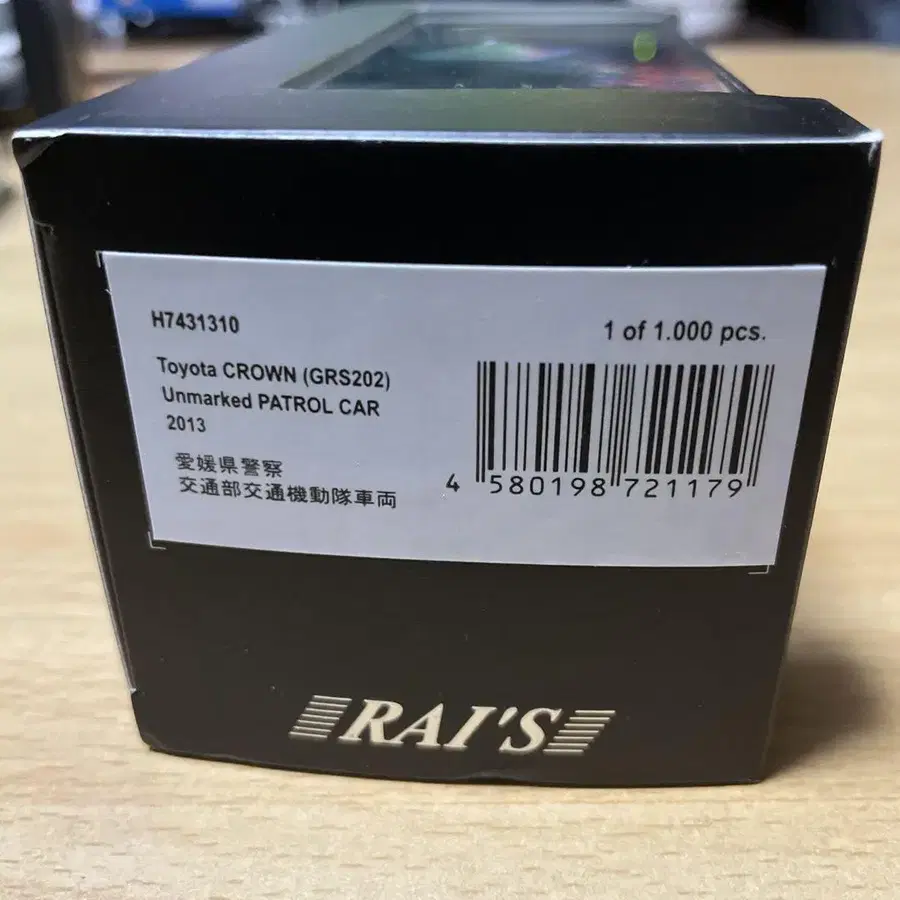 H7431310
1 of 1.000 pcs.
Toyota CROWN (GRS202)
Unmarked PATROL CAR
2013
愛媛県警察
交通部交通機動隊車両
4 580198 721179
RAI'S